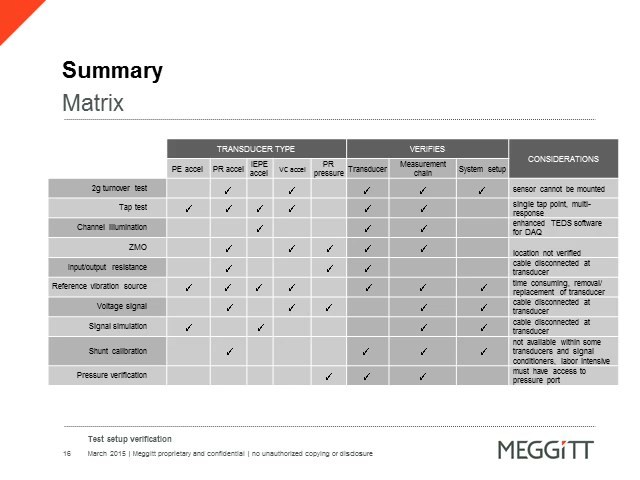 Summary
Matrix
TRANSDUCER TYPE VERIFIES CONSIDERATIONS
PE accel PR accel IEPE accel VC accel PR pressure Transducer Measurement chain System setup
2g turnover test ✓ ✓ ✓ ✓ ✓ sensor cannot be mounted
Tap test ✓ ✓ ✓ ✓ ✓ ✓ single tap point, multi-response
Channel illumination ✓ ✓ ✓ enhanced TEDS software for DAQ
ZMO ✓ ✓ ✓ ✓ ✓ location not verified
Input/output resistance ✓ ✓ ✓ cable disconnected at transducer
Reference vibration source ✓ ✓ ✓ ✓ ✓ ✓ ✓ time consuming, removal/ replacement of transducer
Voltage signal ✓ ✓ ✓ ✓ ✓ cable disconnected at transducer
Signal simulation ✓ ✓ ✓ ✓ cable disconnected at transducer
Shunt calibration ✓ ✓ ✓ ✓ not available within some transducers and signal conditioners, labor intensive
Pressure verification ✓ ✓ ✓ must have access to pressure port
Test setup verification
16 March 2015 | Meggitt proprietary and confidential | no unauthorized copying or disclosure
MEGGITT